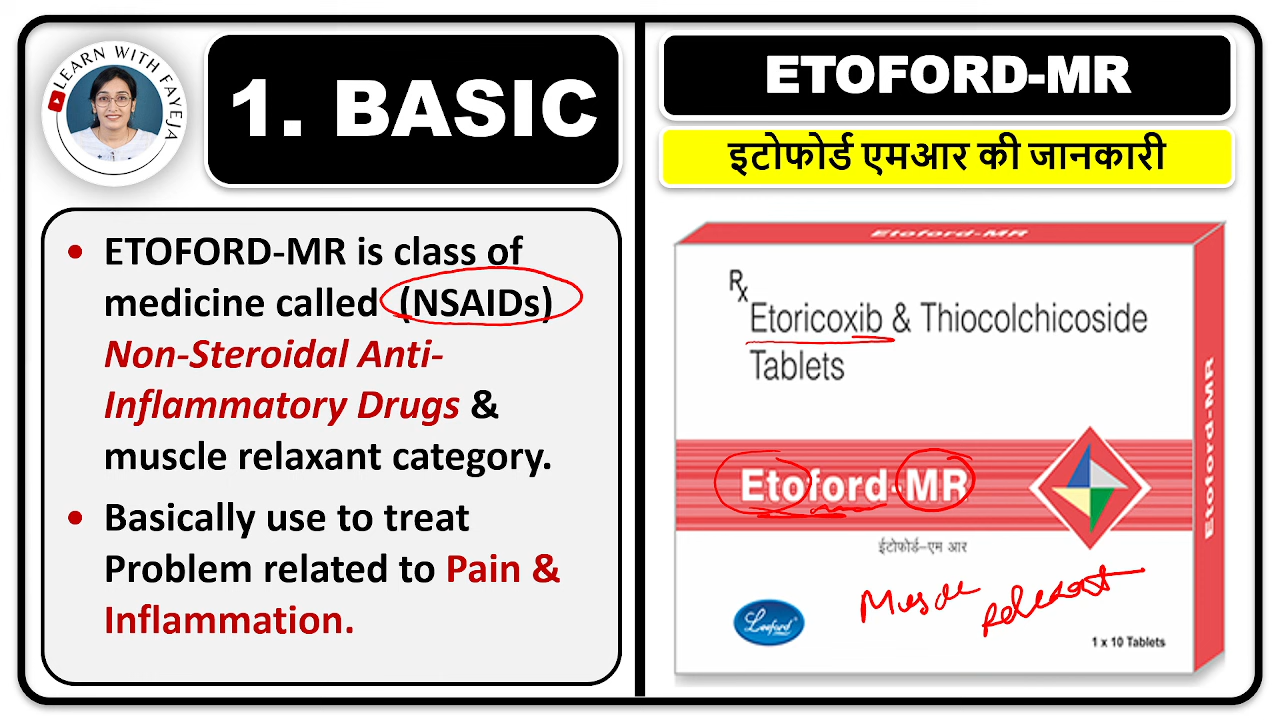 LEARN WITH FAYEJA
1. BASIC
• ETOFORD-MR is class of
medicine called (NSAIDs)
Non-Steroidal Anti-
Inflammatory Drugs &
muscle relaxant category.
• Basically use to treat
Problem related to Pain &
Inflammation.
ETOFORD-MR
इटोफोर्ड एमआर की जानकारी
Etoford-MR
Rx
Etoricoxib & Thiocolchicoside
Tablets
Etoford-MR
ईटोफोर्ड-एम आर
Etoford-MR
Muscle relaxant
Leeford
1 x 10 Tablets